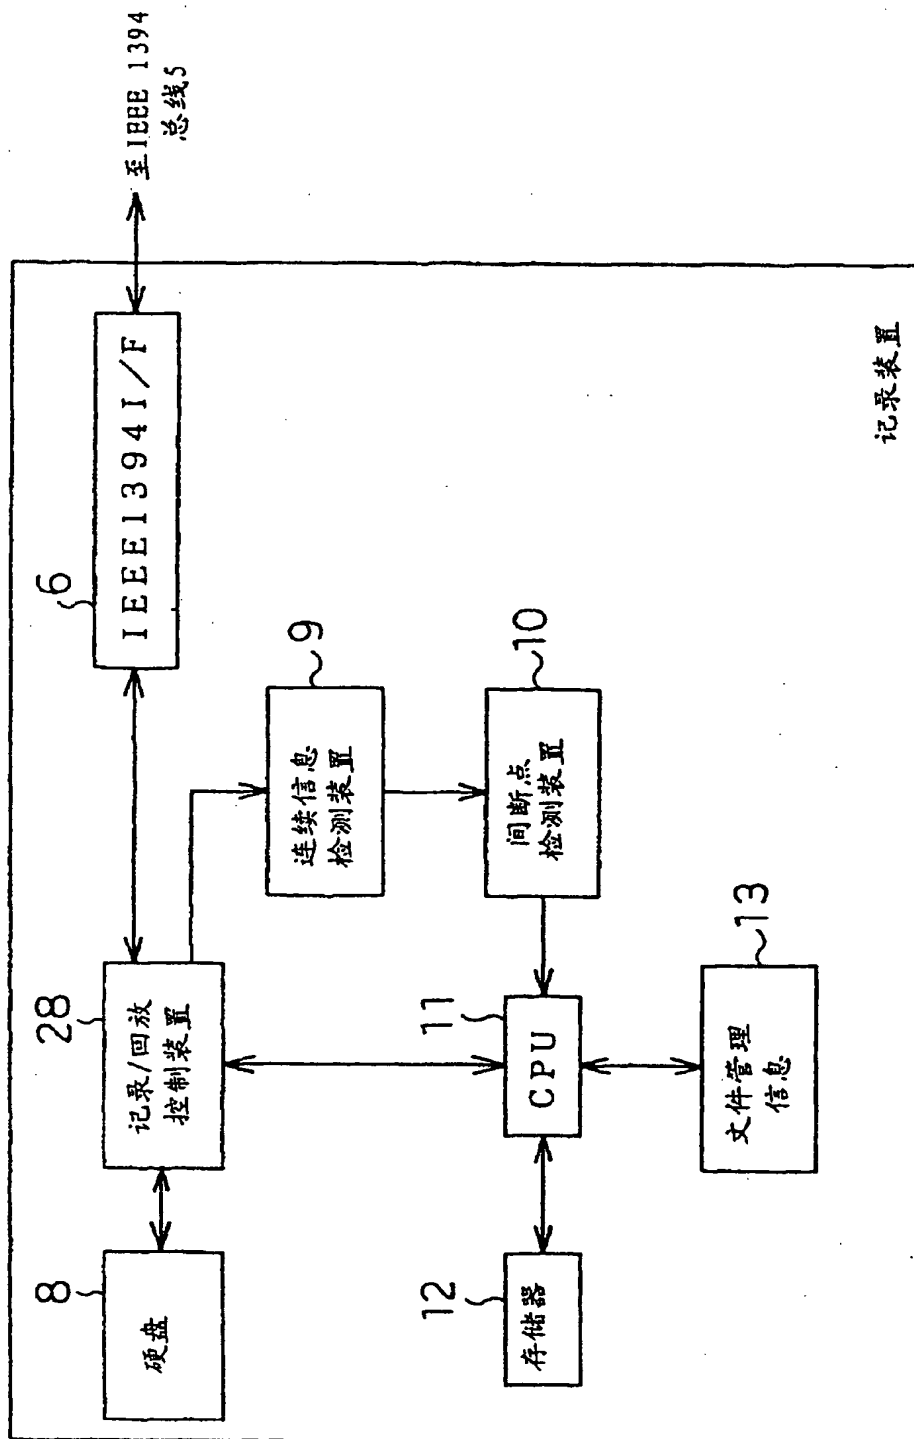 8
硬盘
28
记录/回放
控制装置
6
IEEE1394I/F
至IEEE 1394
总线5
9
连续信息
检测装置
12
存储器
11
CPU
10
间断点
检测装置
13
文件管理
信息
记录装置